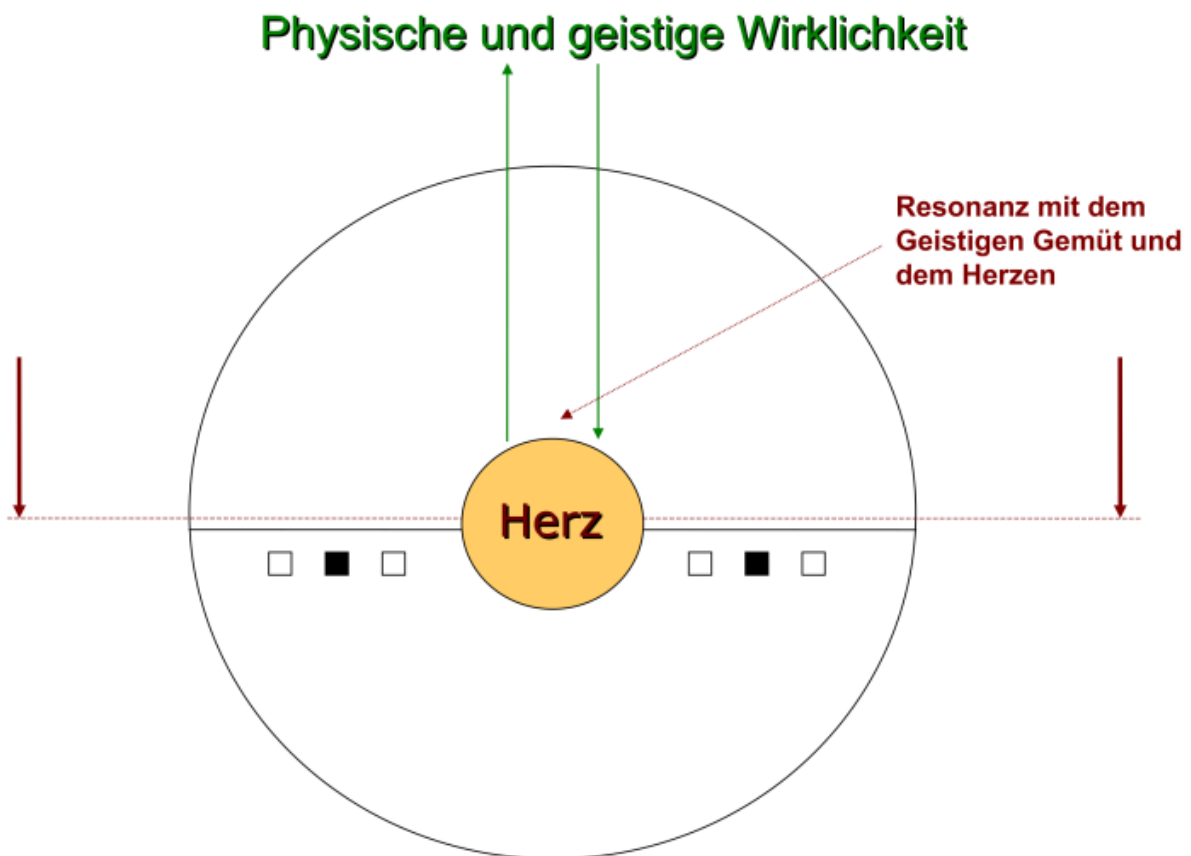 Physische und geistige Wirklichkeit
Resonanz mit dem
Geistigen Gemüt und
dem Herzen
Herz